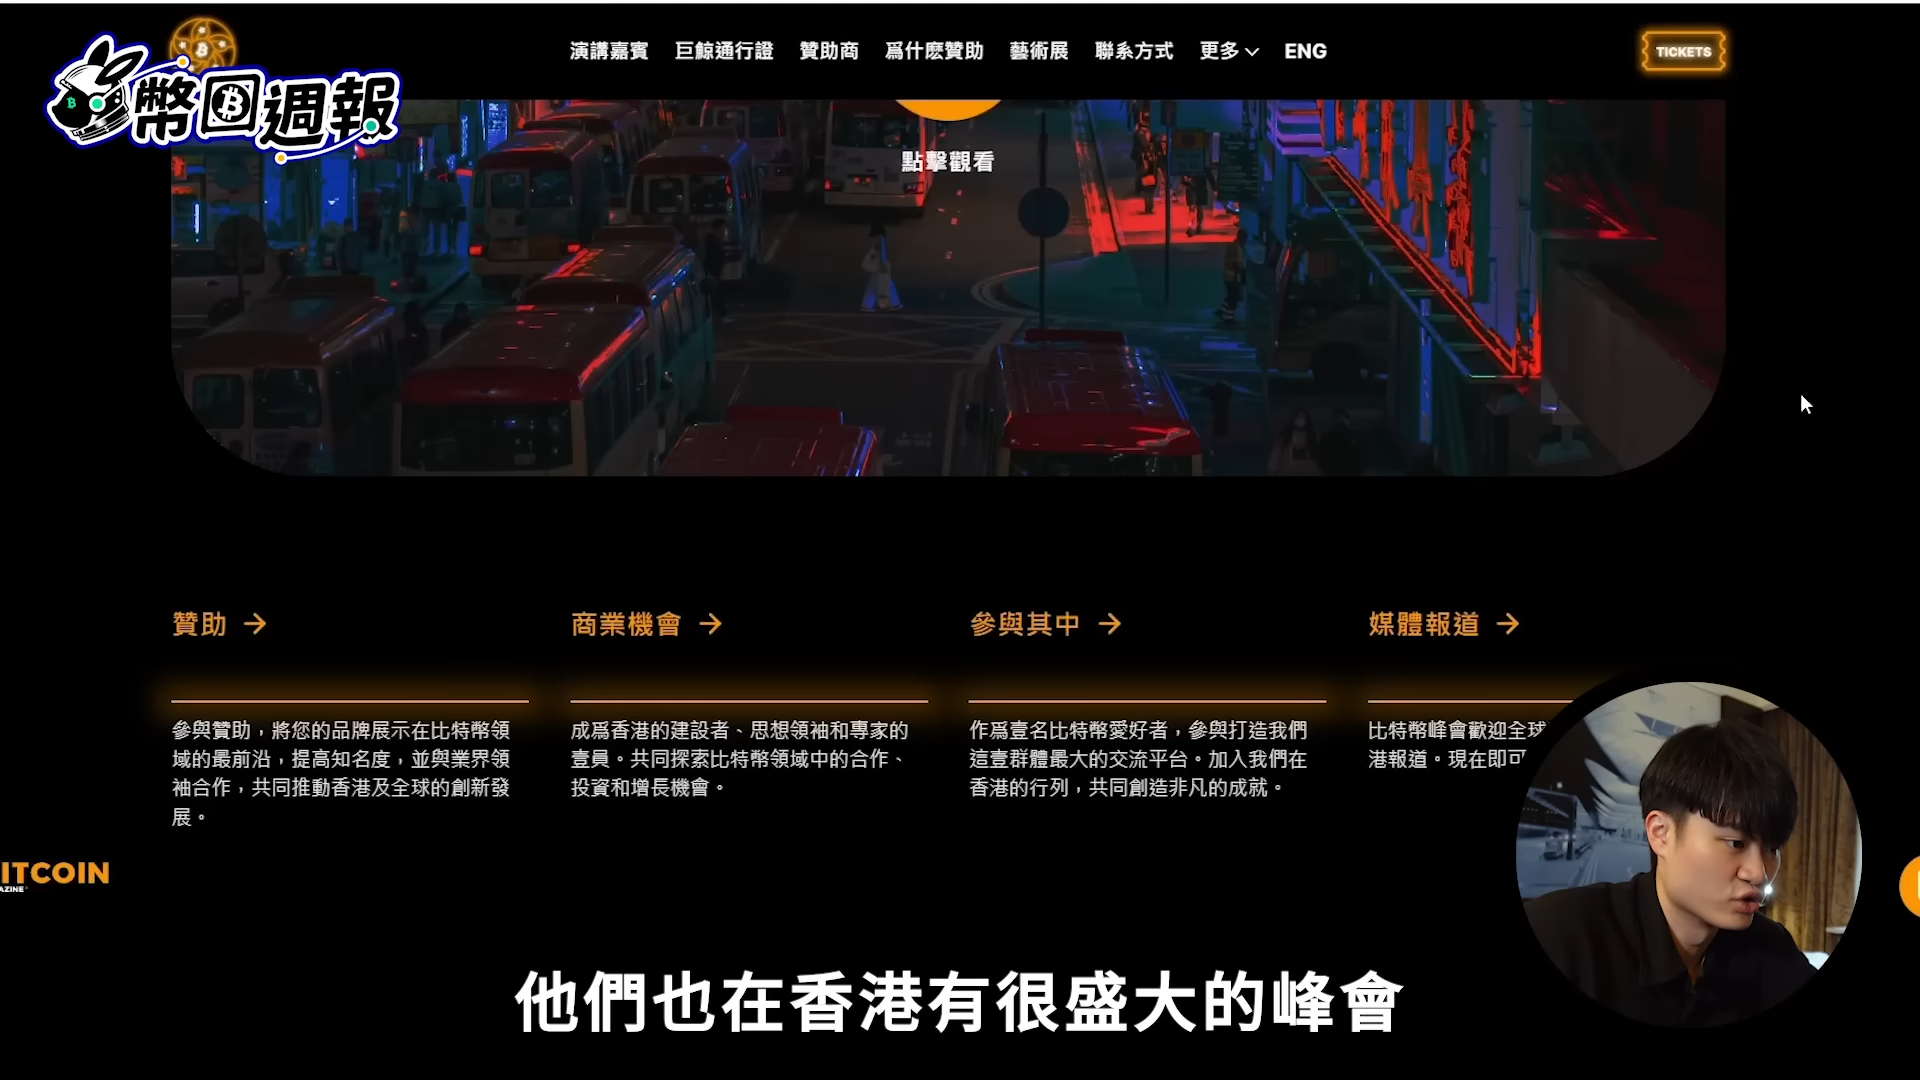 幣圈週報
演講嘉賓 巨鯨通行證 贊助商 爲什麽贊助 藝術展 聯系方式 更多 ENG
TICKETS
點擊觀看
贊助 →
參與贊助，將您的品牌展示在比特幣領
域的最前沿，提高知名度，並與業界領
袖合作，共同推動香港及全球的創新發
展。
商業機會 →
成爲香港的建設者、思想領袖和專家的
壹員。共同探索比特幣領域中的合作、
投資和增長機會。
參與其中 →
作爲壹名比特幣愛好者，參與打造我們
這壹群體最大的交流平台。加入我們在
香港的行列，共同創造非凡的成就。
媒體報道 →
比特幣峰會歡迎全球
港報道。現在即可
ITCOIN
AZINE
他們也在香港有很盛大的峰會